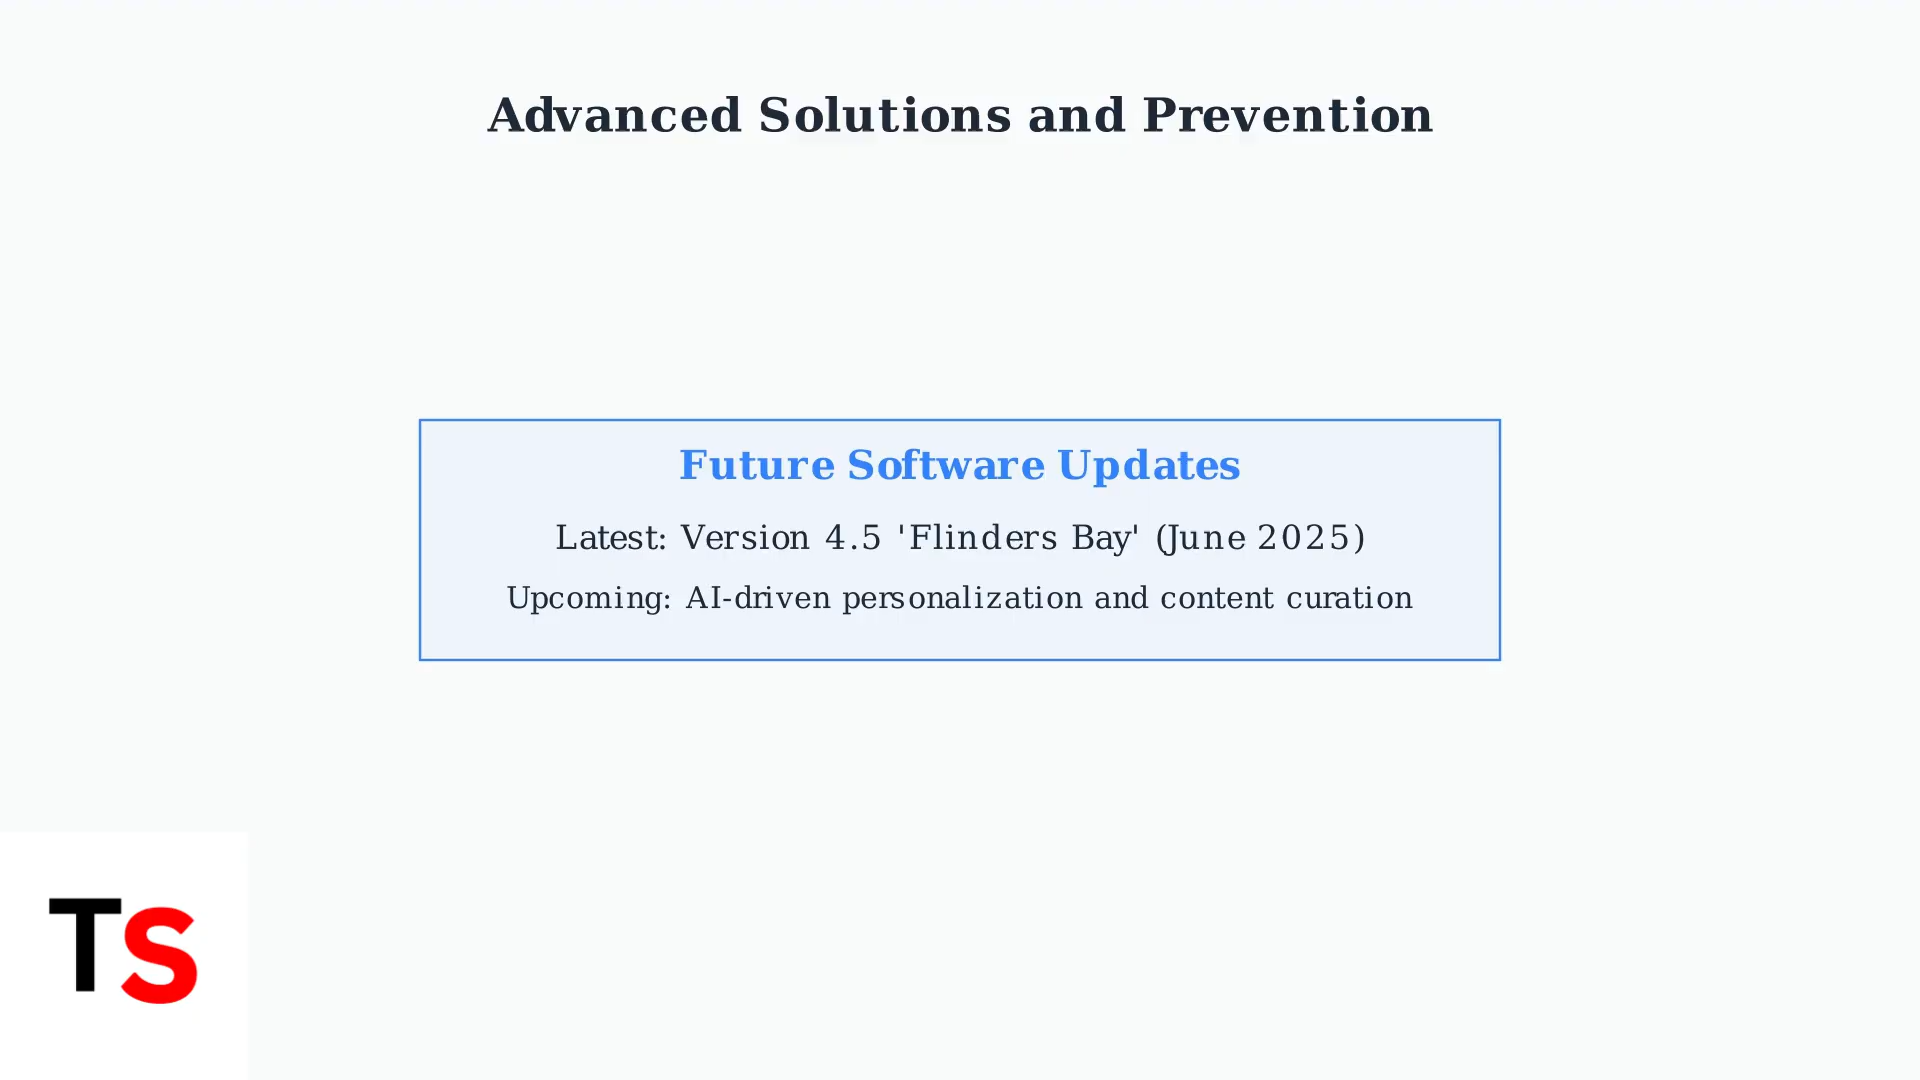 Advanced Solutions and Prevention
Future Software Updates
Latest: Version 4.5 'Flinders Bay' (June 2025)
Upcoming: AI-driven personalization and content curation
TS